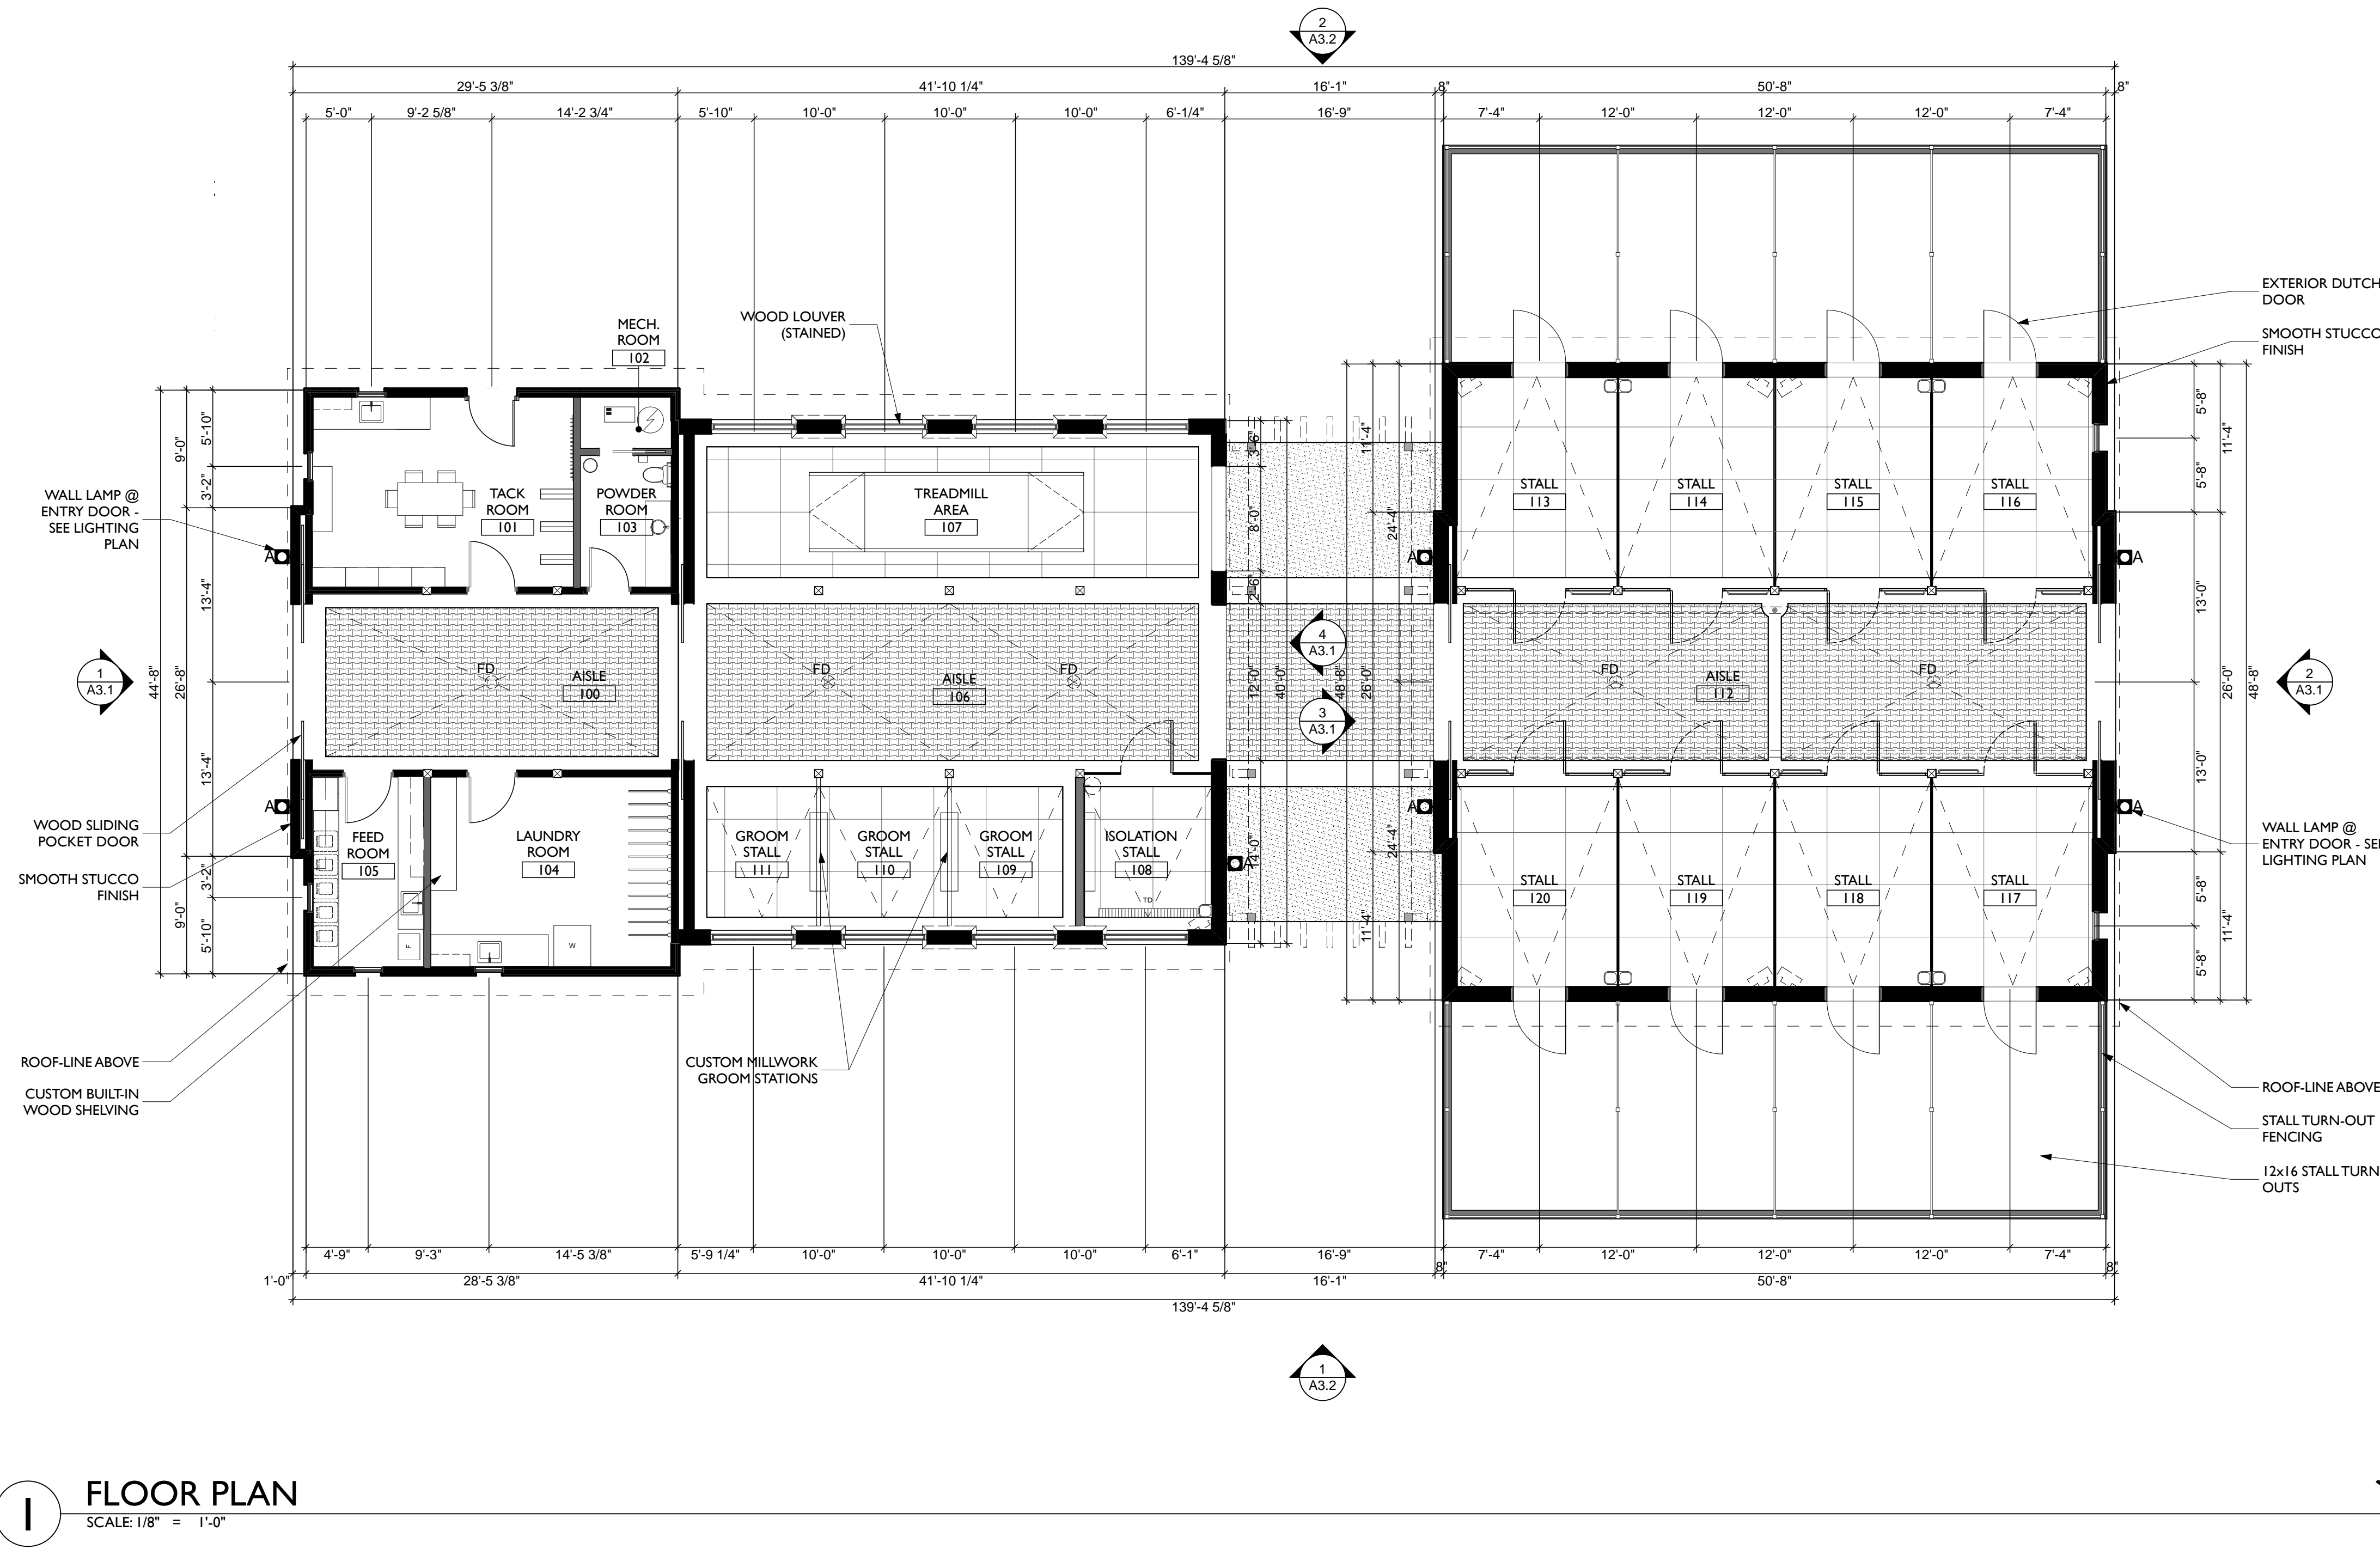 2
A3.2
139'-4 5/8"
29'-5 3/8"
41'-10 1/4"
16'-1"
8"
50'-8"
8"
5'-0"
9'-2 5/8"
14'-2 3/4"
5'-10"
10'-0"
10'-0"
10'-0"
6'-1/4"
16'-9"
7'-4"
12'-0"
12'-0"
12'-0"
7'-4"
EXTERIOR DUTCH
DOOR
SMOOTH STUCCO
FINISH
MECH.
ROOM
102
WOOD LOUVER
(STAINED)
WALL LAMP @
ENTRY DOOR -
SEE LIGHTING
PLAN
44'-8"
9'-0"
26'-8"
9'-0"
5'-10"
3'-2"
13'-4"
13'-4"
3'-2"
5'-10"
TACK
ROOM
101
POWDER
ROOM
103
TREADMILL
AREA
107
3'-6"
8'-0"
2'-6"
12'-0"
14'-0"
40'-0"
48'-8"
11'-4"
26'-0"
11'-4"
24'-4"
24'-4"
STALL
113
STALL
114
STALL
115
STALL
116
5'-8"
5'-8"
13'-0"
13'-0"
5'-8"
5'-8"
11'-4"
26'-0"
11'-4"
48'-8"
A
A
A
1
A3.1
FD
AISLE
100
FD
AISLE
106
FD
4
A3.1
3
A3.1
FD
AISLE
112
FD
2
A3.1
A
A
A
A
WOOD SLIDING
POCKET DOOR
SMOOTH STUCCO
FINISH
FEED
ROOM
105
F
LAUNDRY
ROOM
104
W
GROOM
STALL
111
GROOM
STALL
110
GROOM
STALL
109
ISOLATION
STALL
108
TD
STALL
120
STALL
119
STALL
118
STALL
117
WALL LAMP @
ENTRY DOOR - SEE
LIGHTING PLAN
ROOF-LINE ABOVE
CUSTOM BUILT-IN
WOOD SHELVING
CUSTOM MILLWORK
GROOM STATIONS
ROOF-LINE ABOVE
STALL TURN-OUT
FENCING
12x16 STALL TURN
OUTS
4'-9"
9'-3"
14'-5 3/8"
5'-9 1/4"
10'-0"
10'-0"
10'-0"
6'-1"
16'-9"
7'-4"
12'-0"
12'-0"
12'-0"
7'-4"
1'-0"
28'-5 3/8"
41'-10 1/4"
16'-1"
8"
50'-8"
8"
139'-4 5/8"
1
A3.2
1
FLOOR PLAN
SCALE: 1/8" = 1'-0"